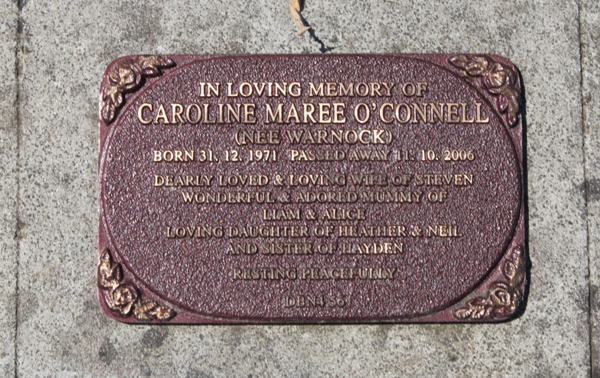 IN LOVING MEMORY OF
CAROLINE MAREE O'CONNELL
(NEE WARNOCK)
BORN 31. 12. 1971 PASSED AWAY 11. 10. 2006
DEARLY LOVED & LOVING WIFE OF STEVEN
WONDERFUL & ADORED MUMMY OF
LIAM & ALICE
LOVING DAUGHTER OF HEATHER & NEIL
AND SISTER OF HAYDEN
RESTING PEACEFULLY